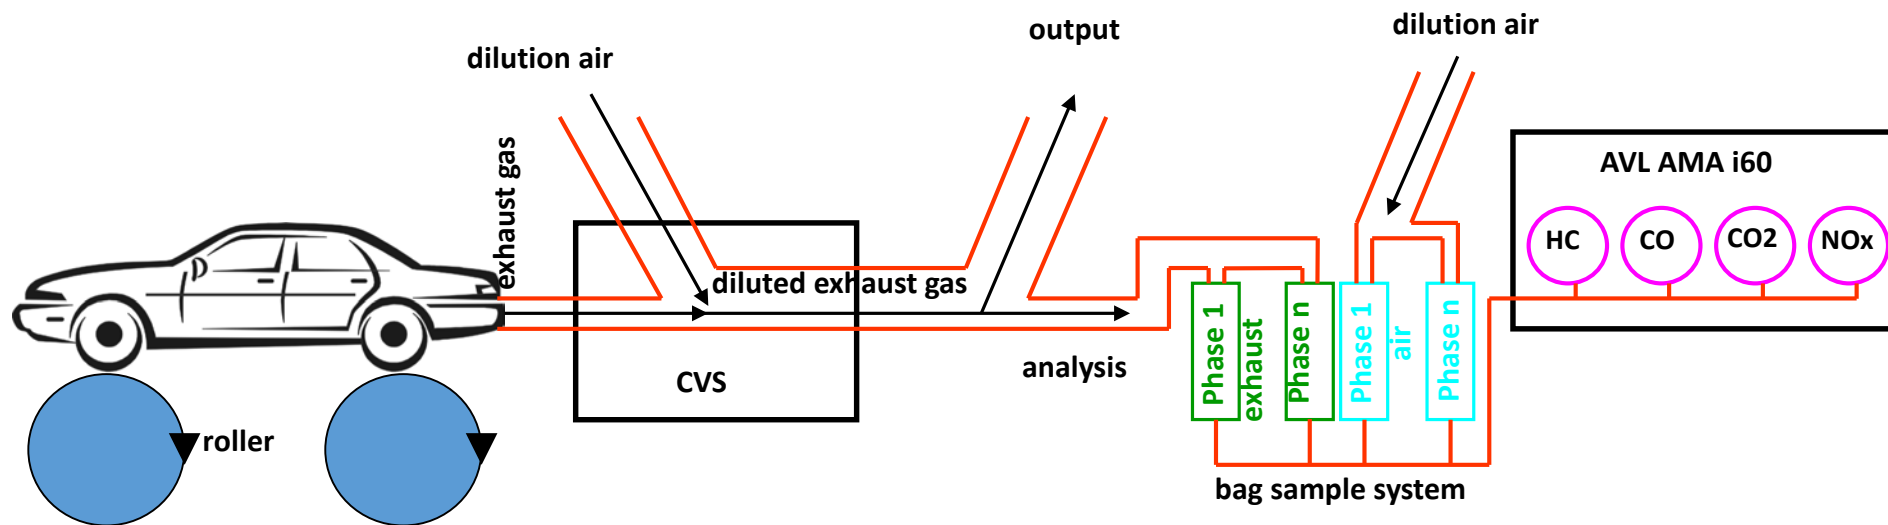 dilution air
output
dilution air
exhaust gas
AVL AMA i60
HC
CO
CO2
NOx
diluted exhaust gas
CVS
analysis
Phase 1
exhaust
Phase n
Phase 1
air
Phase n
roller
bag sample system